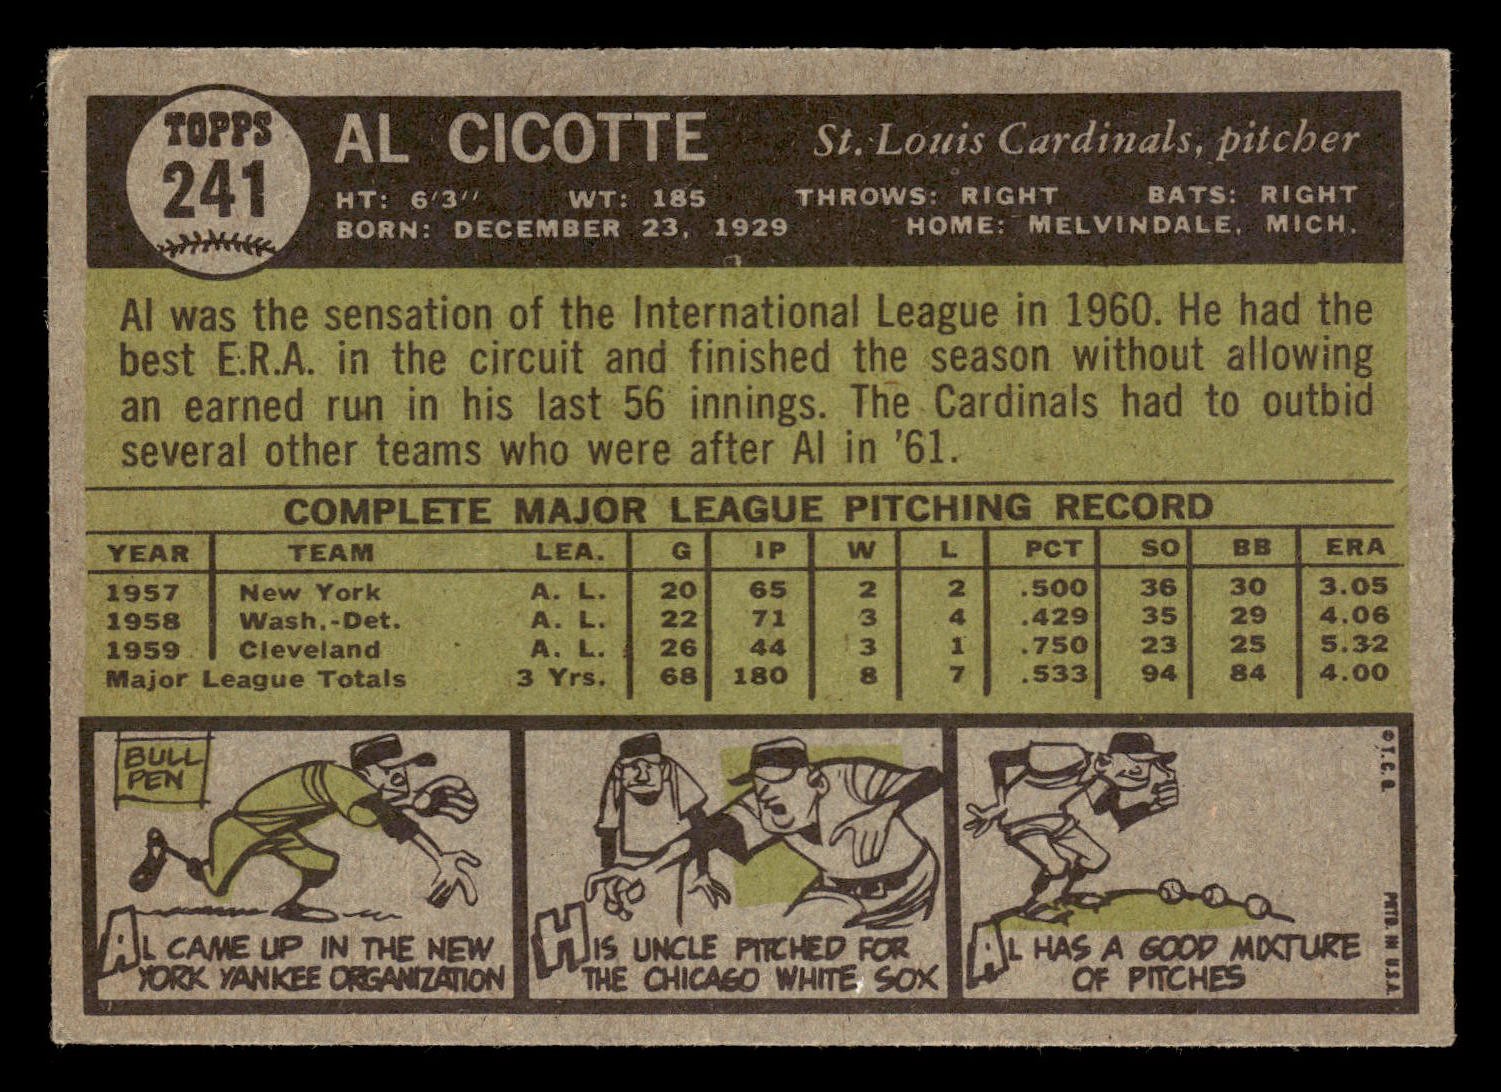 TOPPS
241
AL CICOTTE St. Louis Cardinals, pitcher
HT: 6'3" WT: 185 THROWS: RIGHT BATS: RIGHT
BORN: DECEMBER 23, 1929 HOME: MELVINDALE, MICH.
Al was the sensation of the International League in 1960. He had the
best E.R.A. in the circuit and finished the season without allowing
an earned run in his last 56 innings. The Cardinals had to outbid
several other teams who were after Al in '61.
COMPLETE MAJOR LEAGUE PITCHING RECORD
YEAR TEAM LEA. G IP W L PCT SO BB ERA
1957 New York A. L. 20 65 2 2 .500 36 30 3.05
1958 Wash.-Det. A. L. 22 71 3 4 .429 35 29 4.06
1959 Cleveland A. L. 26 44 3 1 .750 23 25 5.32
Major League Totals 3 Yrs. 68 180 8 7 .533 94 84 4.00
BULL
PEN
AL CAME UP IN THE NEW
YORK YANKEE ORGANIZATION
HIS UNCLE PITCHED FOR
THE CHICAGO WHITE SOX
AL HAS A GOOD MIXTURE
OF PITCHES
© T. C. G.
PRTD. IN U.S.A.